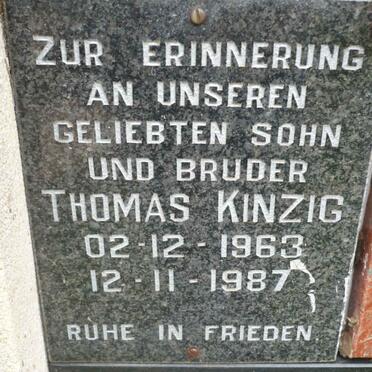 ZUR ERINNERUNG
AN UNSEREN
GELIEBTEN SOHN
UND BRUDER
THOMAS KINZIG
02-12-1963
12-11-1987
RUHE IN FRIEDEN